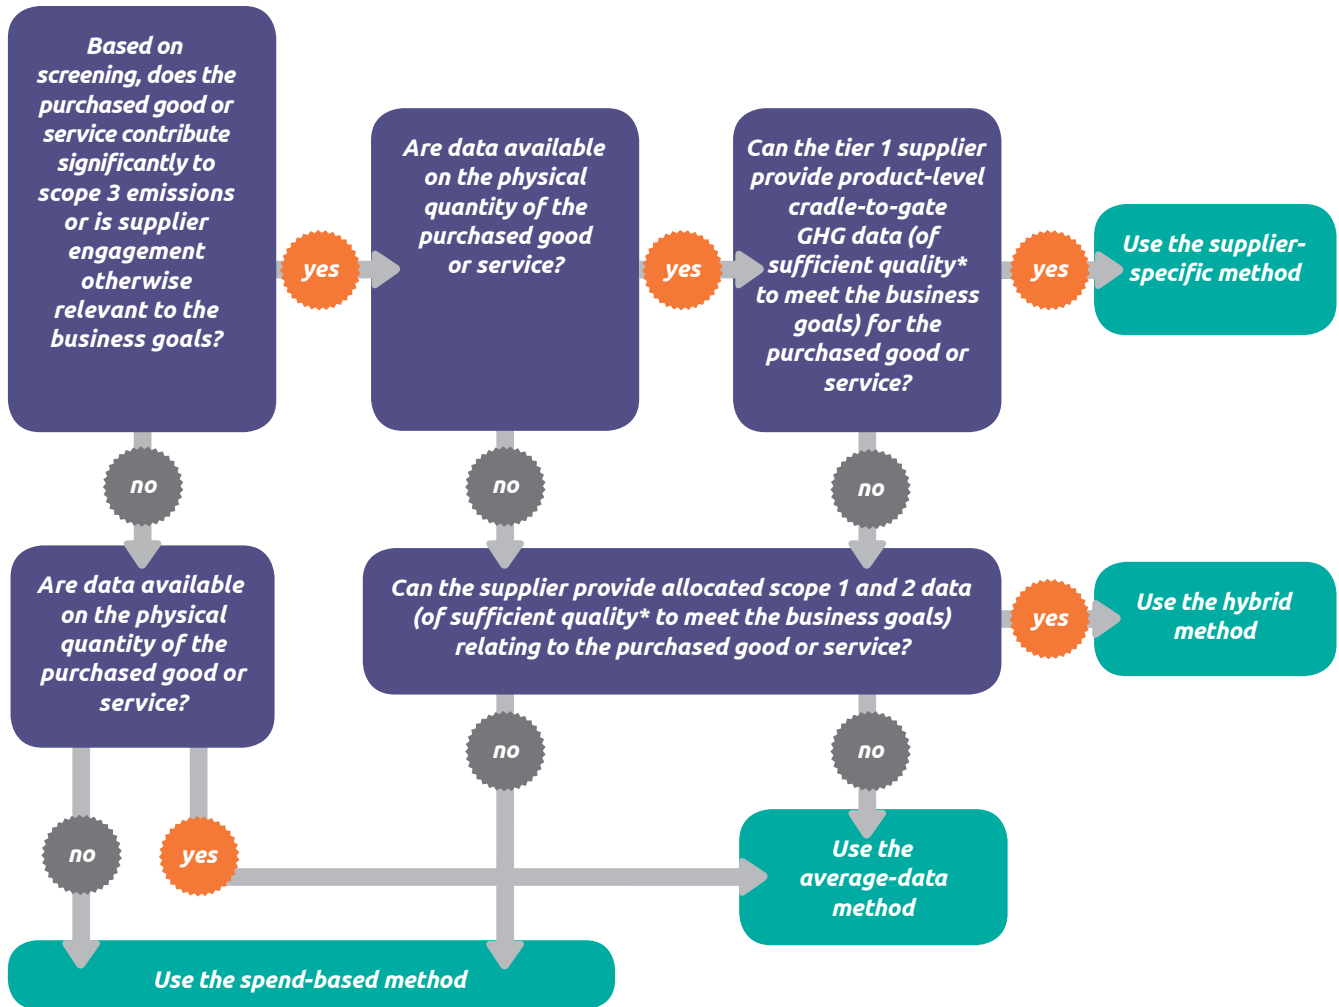 Based on
screening, does the
purchased good or
service contribute
significantly to
scope 3 emissions
or is supplier
engagement
otherwise
relevant to the
business goals?
yes
Are data available
on the physical
quantity of the
purchased good
or service?
yes
Can the tier 1 supplier
provide product-level
cradle-to-gate
GHG data (of
sufficient quality*
to meet the business
goals) for the
purchased good or
service?
yes
Use the supplier-
specific method
no
no
no
Are data available
on the physical
quantity of the
purchased good or
service?
Can the supplier provide allocated scope 1 and 2 data
(of sufficient quality* to meet the business goals)
relating to the purchased good or service?
yes
Use the hybrid
method
no
no
no
yes
Use the
average-data
method
Use the spend-based method